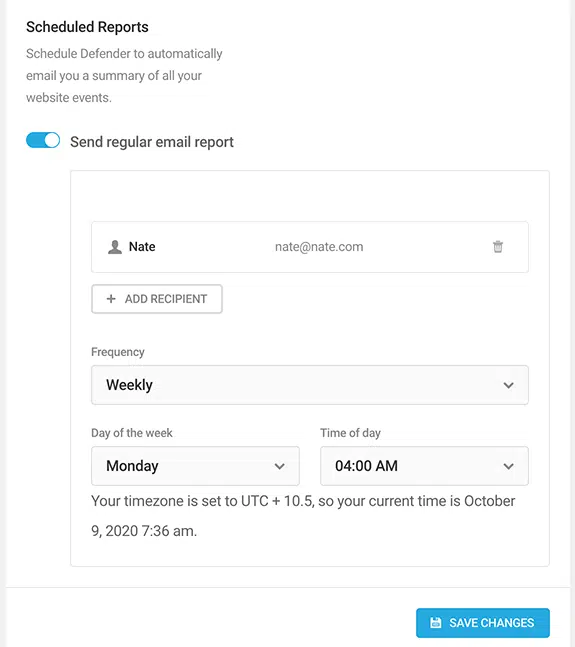 Scheduled Reports
Schedule Defender to automatically
email you a summary of all your
website events.
Send regular email report
Nate nate@nate.com
+ ADD RECIPIENT
Frequency
Weekly
Day of the week Time of day
Monday 04:00 AM
Your timezone is set to UTC + 10.5, so your current time is October
9, 2020 7:36 am.
SAVE CHANGES